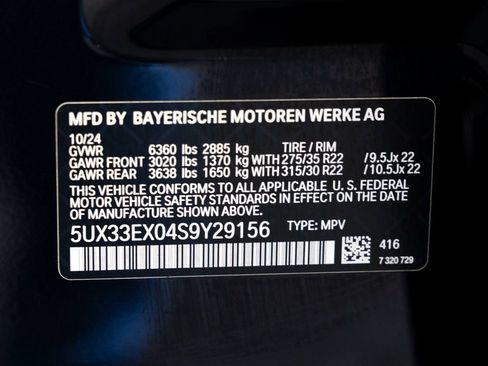 MFD BY BAYERISCHE MOTOREN WERKE AG
10/24
GVWR 6360 lbs 2885 kg TIRE / RIM
GAWR FRONT 3020 lbs 1370 kg WITH 275/35 R22 / 9.5Jx 22
GAWR REAR 3638 lbs 1650 kg WITH 315/30 R22 / 10.5Jx 22
THIS VEHICLE CONFORMS TO ALL APPLICABLE U. S. FEDERAL
MOTOR VEHICLE SAFETY STANDARDS IN EFFECT ON THE DATE
OF MANUFACTURE SHOWN ABOVE.
5UX33EX04S9Y29156 TYPE: MPV
416
7 320 729